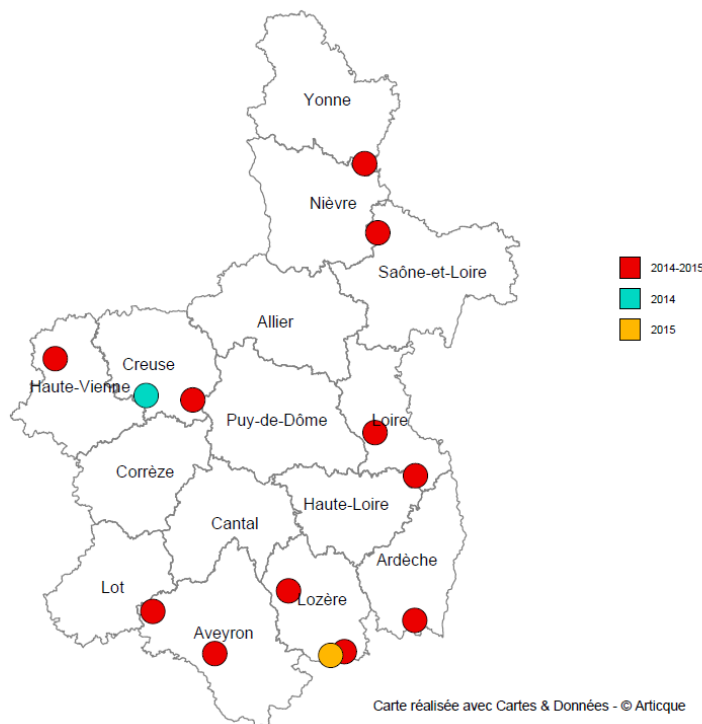 Yonne
Nièvre
Saône-et-Loire
2014-2015
2014
2015
Allier
Creuse
Haute-Vienne
Puy-de-Dôme
Loire
Corrèze
Haute-Loire
Cantal
Ardèche
Lot
Lozère
Aveyron
Carte réalisée avec Cartes & Données - © Articque